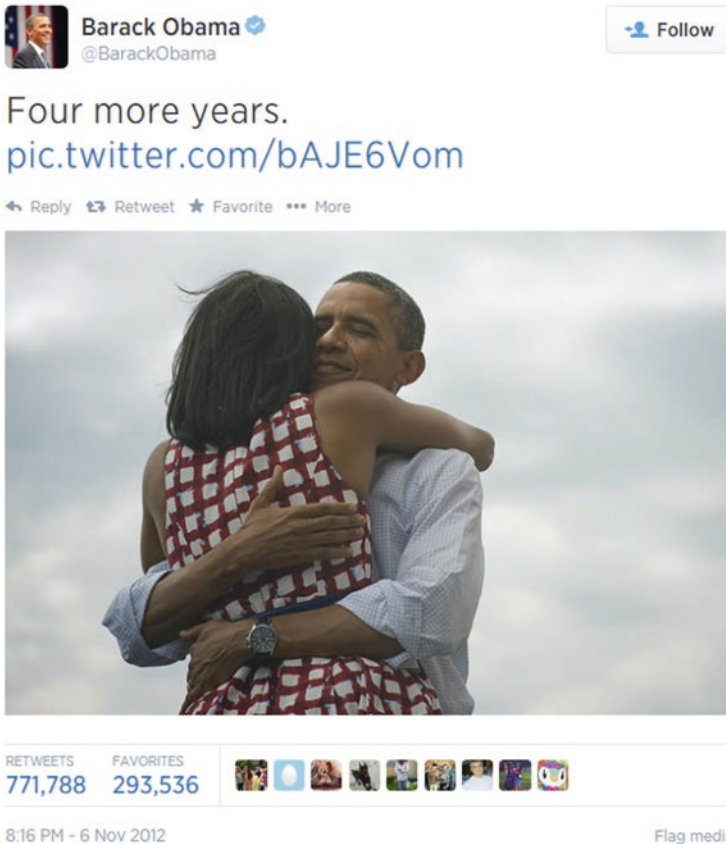 Barack Obama
@BarackObama
Follow
Four more years.
pic.twitter.com/bAJE6Vom
Reply Retweet Favorite More
RETWEETS FAVORITES
771,788 293,536
8:16 PM - 6 Nov 2012 Flag medi